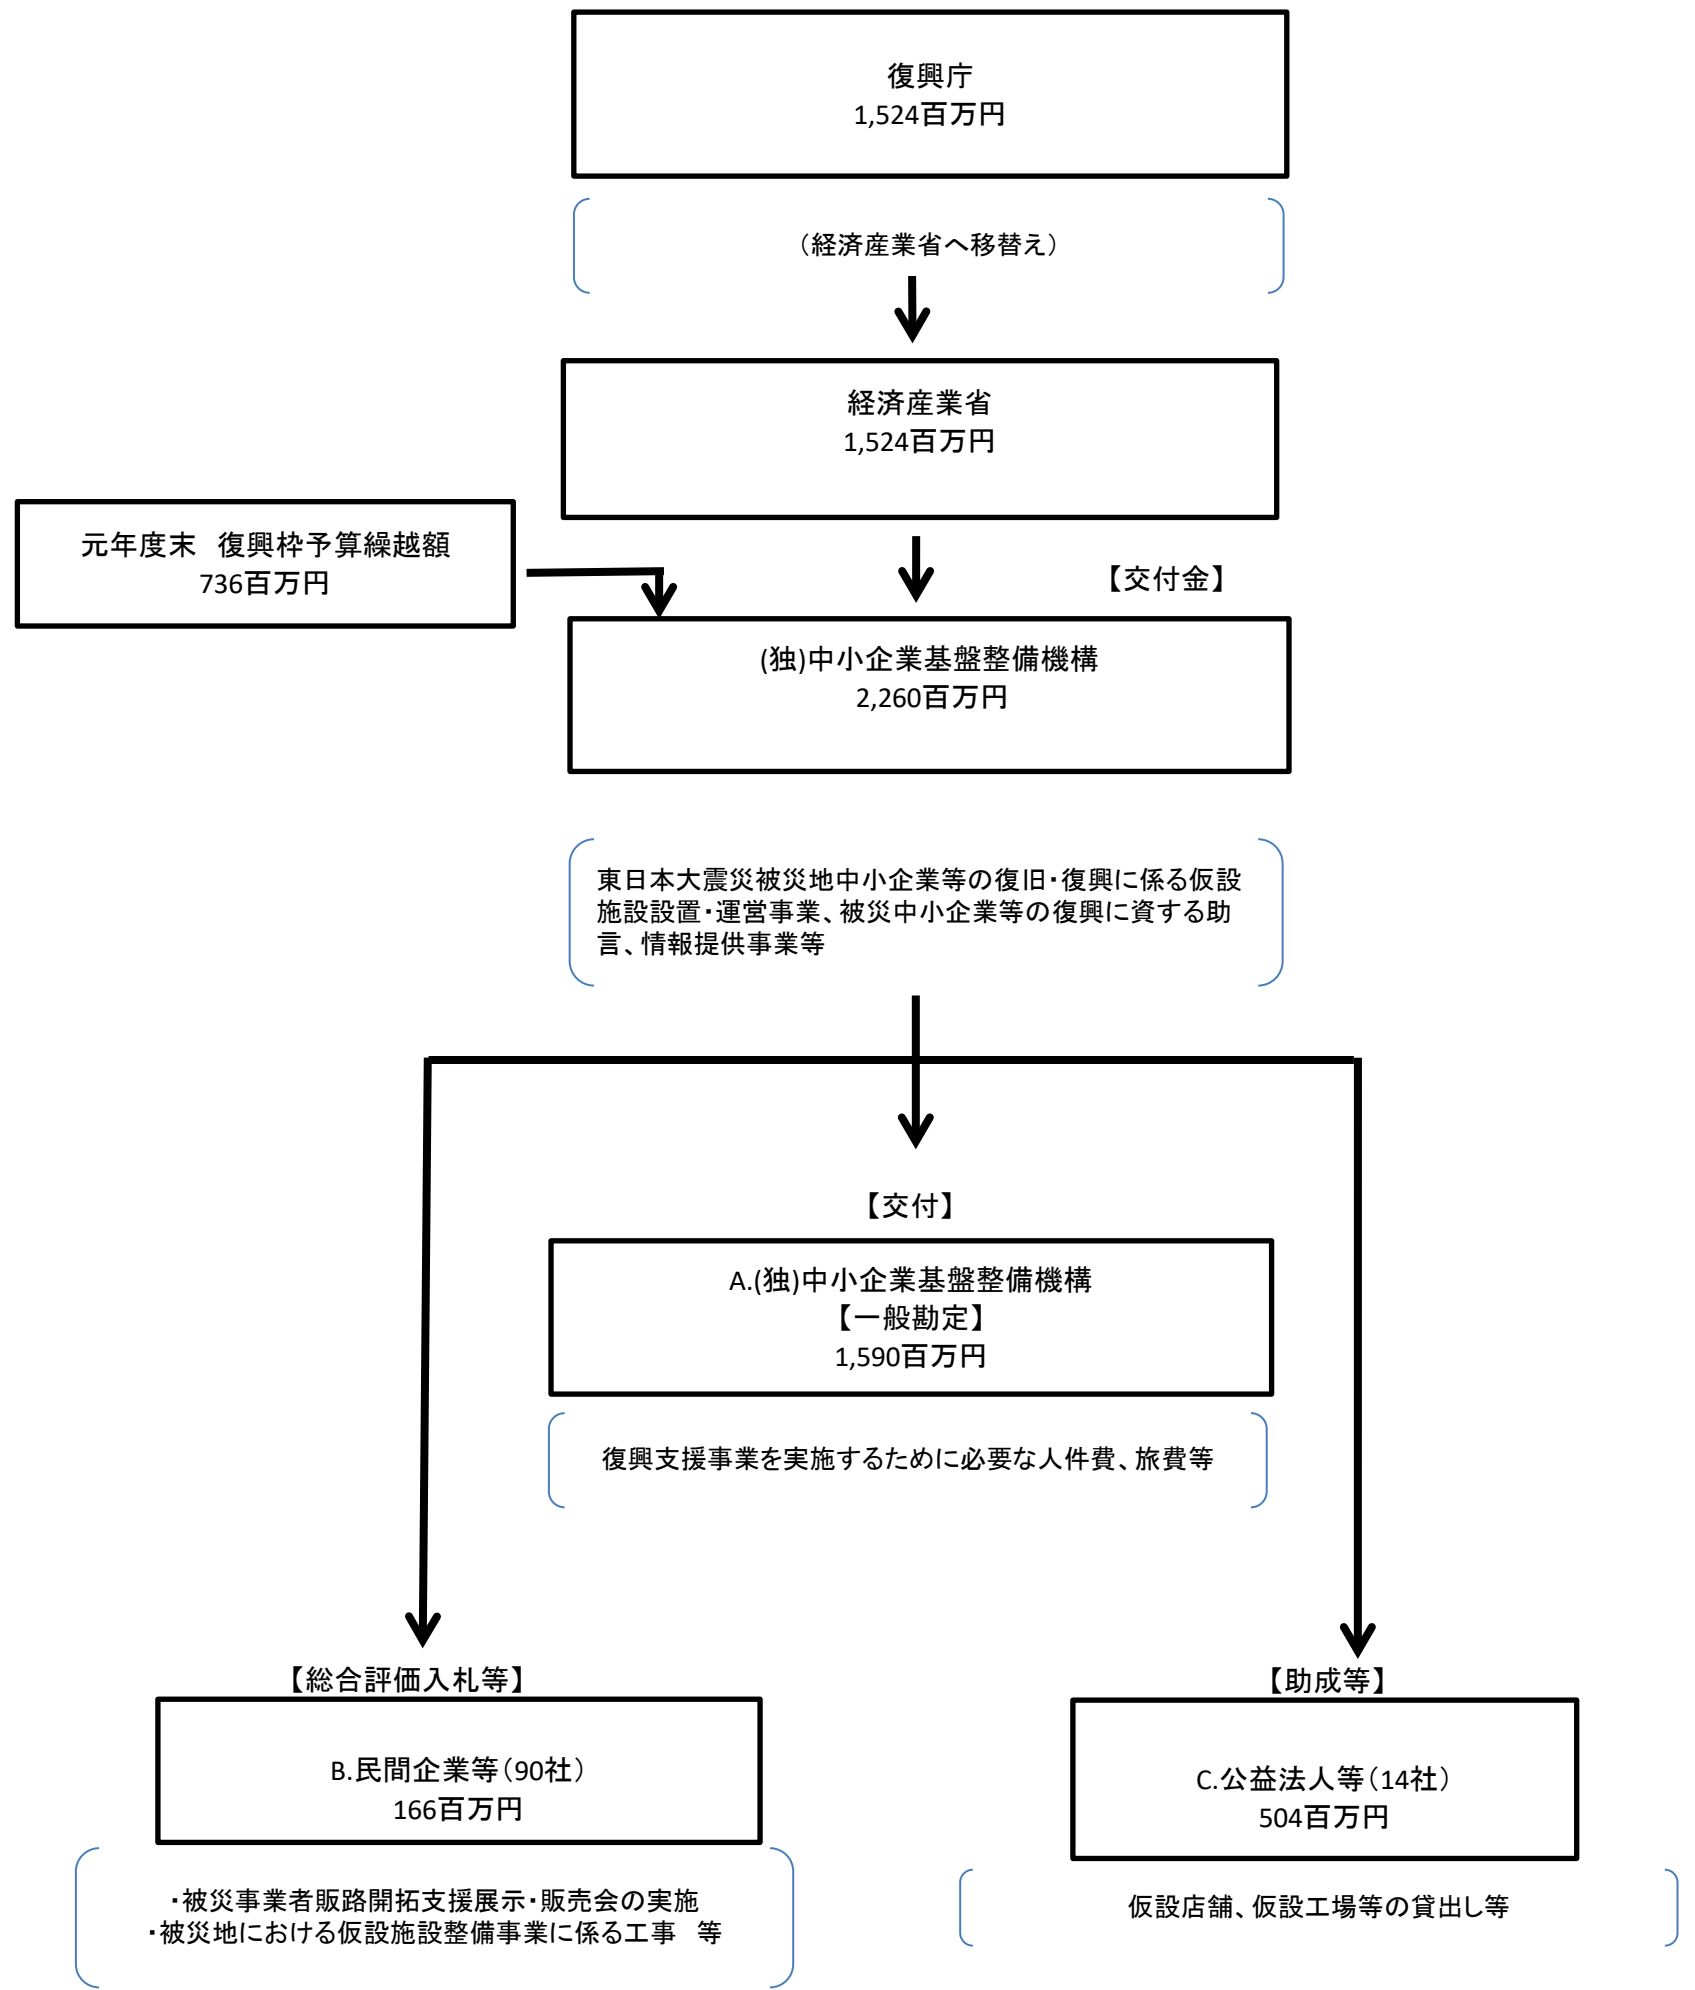 復興庁
1,524百万円
（経済産業省へ移替え）
経済産業省
1,524百万円
元年度末　復興枠予算繰越額
736百万円
【交付金】
(独)中小企業基盤整備機構
2,260百万円
東日本大震災被災地中小企業等の復旧・復興に係る仮設
施設設置・運営事業、被災中小企業等の復興に資する助
言、情報提供事業等
【交付】
A.(独)中小企業基盤整備機構
【一般勘定】
1,590百万円
復興支援事業を実施するために必要な人件費、旅費等
【総合評価入札等】
B.民間企業等（90社）
166百万円
・被災事業者販路開拓支援展示・販売会の実施
・被災地における仮設施設整備事業に係る工事　等
【助成等】
C.公益法人等（14社）
504百万円
仮設店舗、仮設工場等の貸出し等